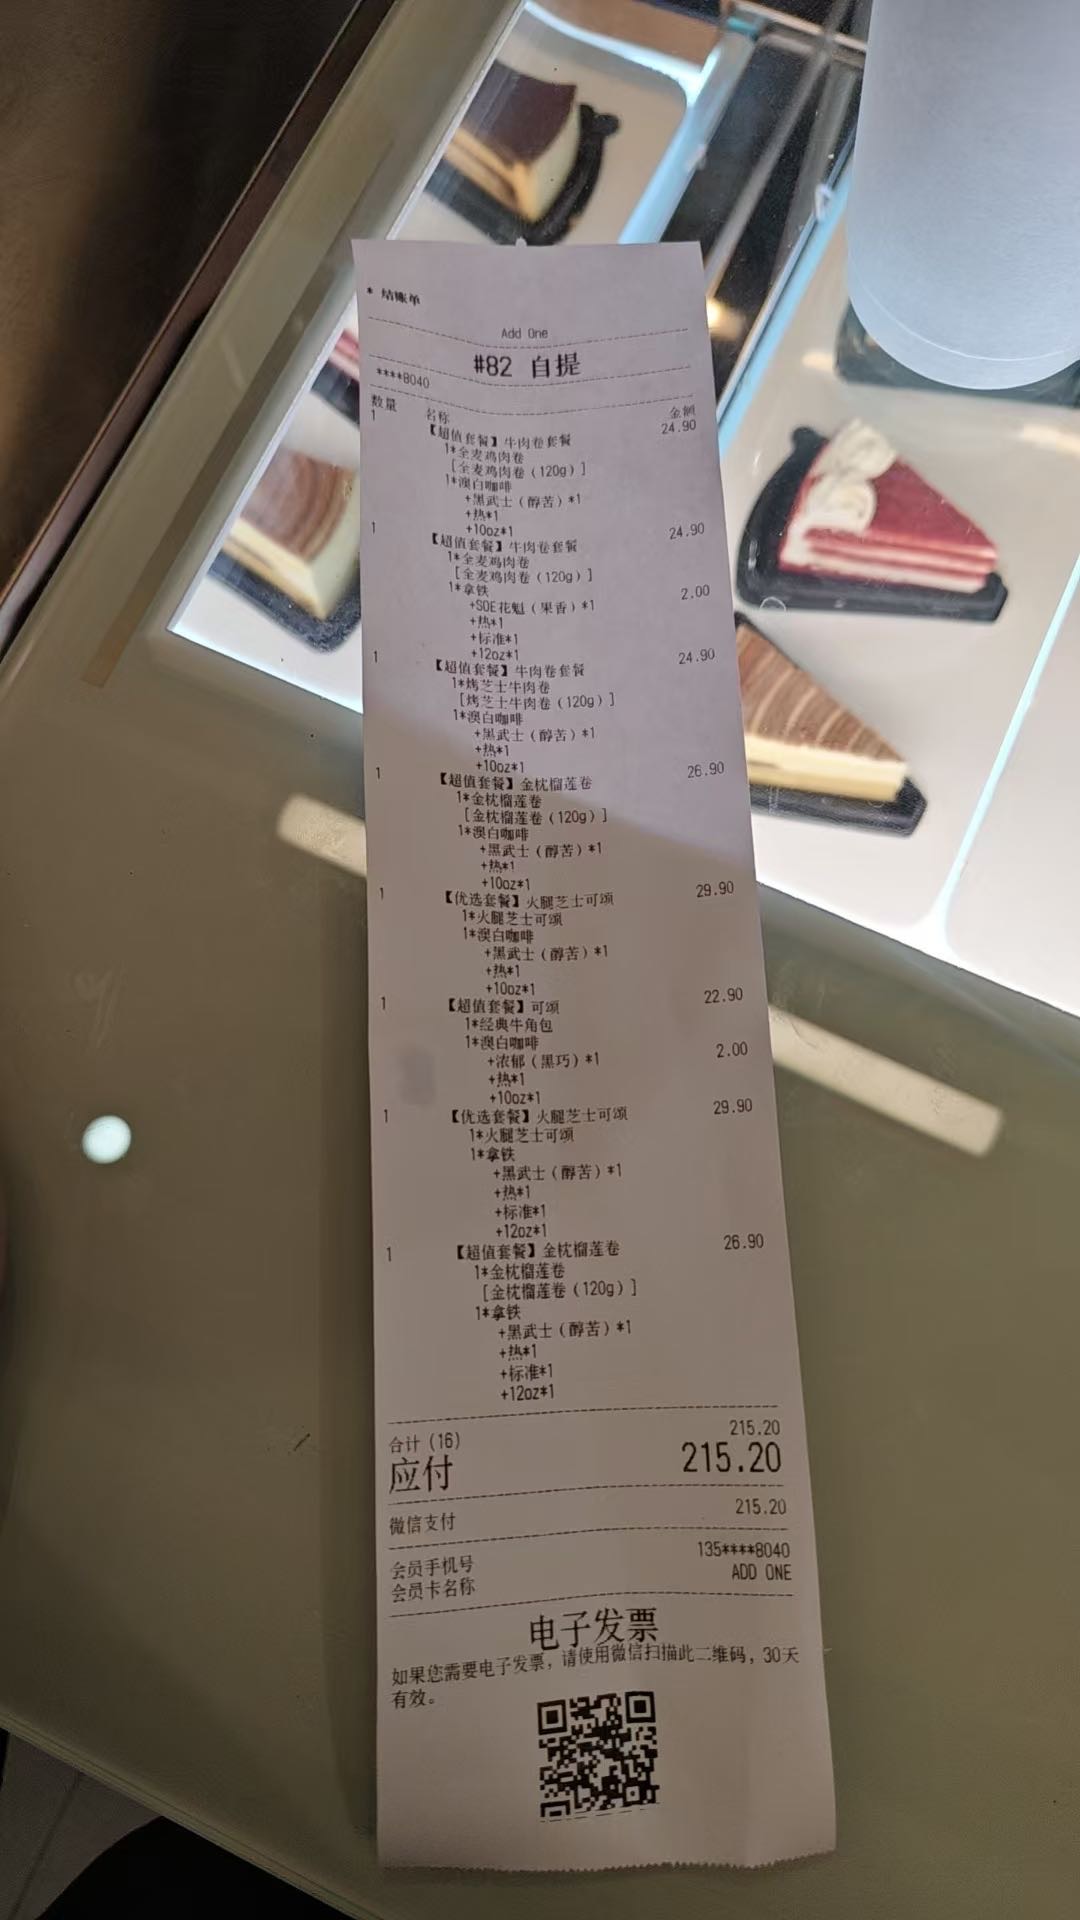 * 结账单
Add One
#82 自提
****8040
数量 名称 金额
1 【超值套餐】牛肉卷套餐 24.90
1*全麦鸡肉卷
[全麦鸡肉卷(120g)]
1*澳白咖啡
+黑武士(醇苦)*1
+热*1
+10oz*1
1 【超值套餐】牛肉卷套餐 24.90
1*全麦鸡肉卷
[全麦鸡肉卷(120g)]
1*拿铁
+SOE花魁(果香)*1 2.00
+热*1
+标准*1
+12oz*1
1 【超值套餐】牛肉卷套餐 24.90
1*烤芝士牛肉卷
[烤芝士牛肉卷(120g)]
1*澳白咖啡
+黑武士(醇苦)*1
+热*1
+10oz*1
1 【超值套餐】金枕榴莲卷 26.90
1*金枕榴莲卷
[金枕榴莲卷(120g)]
1*澳白咖啡
+黑武士(醇苦)*1
+热*1
+10oz*1
1 【优选套餐】火腿芝士可颂 29.90
1*火腿芝士可颂
1*澳白咖啡
+黑武士(醇苦)*1
+热*1
+10oz*1
1 【超值套餐】可颂 22.90
1*经典牛角包
1*澳白咖啡
+浓郁(黑巧)*1 2.00
+热*1
+10oz*1
1 【优选套餐】火腿芝士可颂 29.90
1*火腿芝士可颂
1*拿铁
+黑武士(醇苦)*1
+热*1
+标准*1
+12oz*1
1 【超值套餐】金枕榴莲卷 26.90
1*金枕榴莲卷
[金枕榴莲卷(120g)]
1*拿铁
+黑武士(醇苦)*1
+热*1
+标准*1
+12oz*1
合计(16) 215.20
应付 215.20
微信支付 215.20
会员手机号 135****8040
会员卡名称 ADD ONE
电子发票
如果您需要电子发票，请使用微信扫描此二维码，30天
有效。